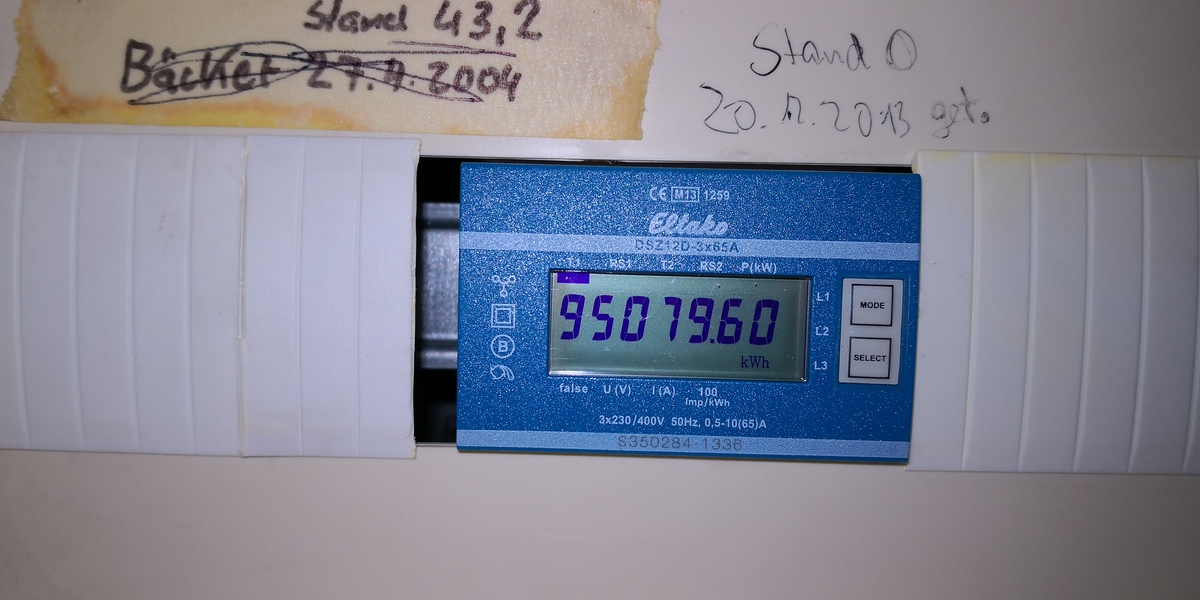 Stand 43,2
Bäcker 27.11.2004
Stand 0
20.11.2013 get.
CE M13 1259
Eltako
DSZ12D-3x65A
T1 RS1 T2 RS2 P(kW)
95079.60
kWh
L1
L2
L3
MODE
SELECT
B
false U (V) I (A) 100
Imp/kWh
3x230/400V 50Hz, 0,5-10(65)A
S350284-1336